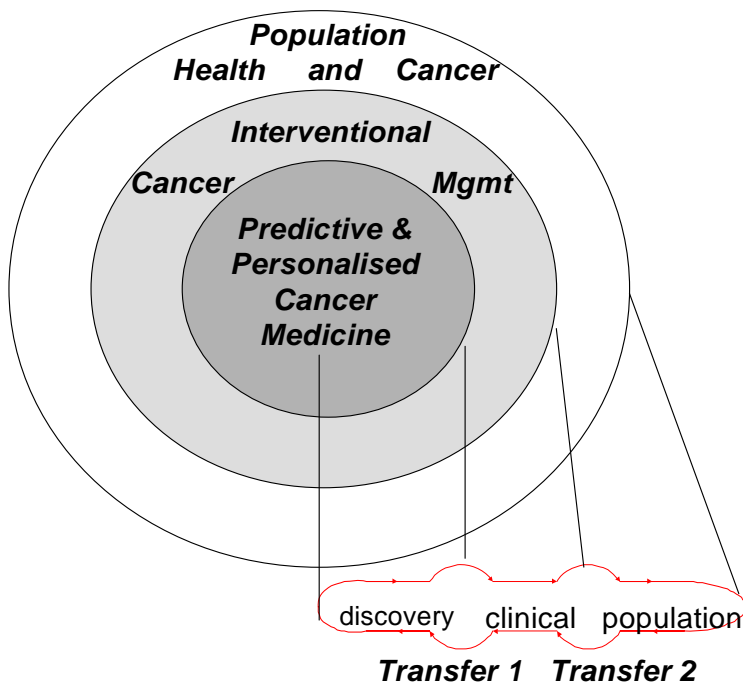 Population
Health and Cancer
Interventional
Cancer Mgmt
Predictive &
Personalised
Cancer
Medicine
discovery clinical population
Transfer 1 Transfer 2